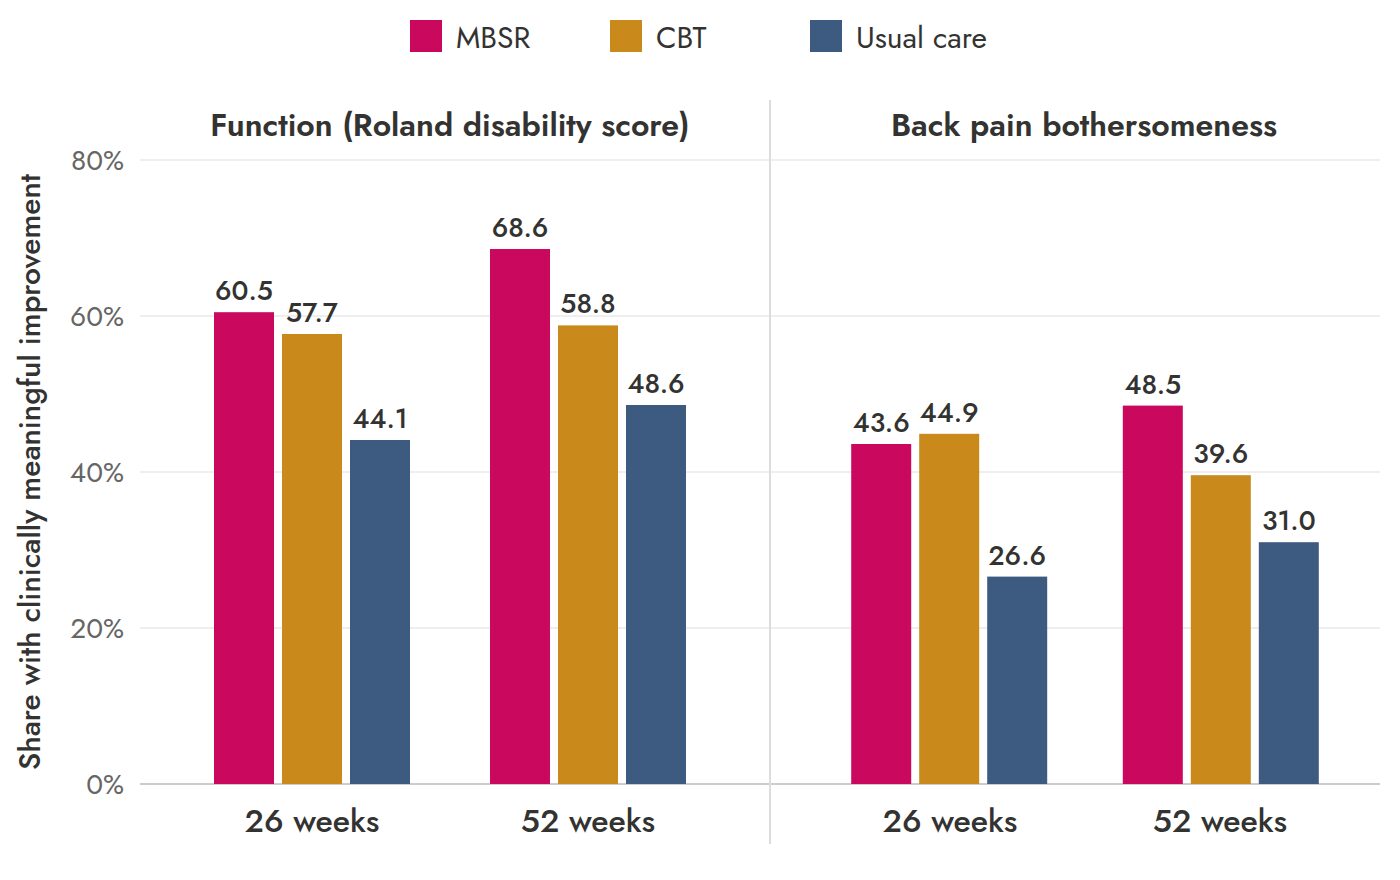 MBSR
CBT
Usual care
Function (Roland disability score)
Back pain bothersomeness
Share with clinically meaningful improvement
80%
60%
40%
20%
0%
60.5
57.7
44.1
68.6
58.8
48.6
43.6
44.9
26.6
48.5
39.6
31.0
26 weeks
52 weeks
26 weeks
52 weeks